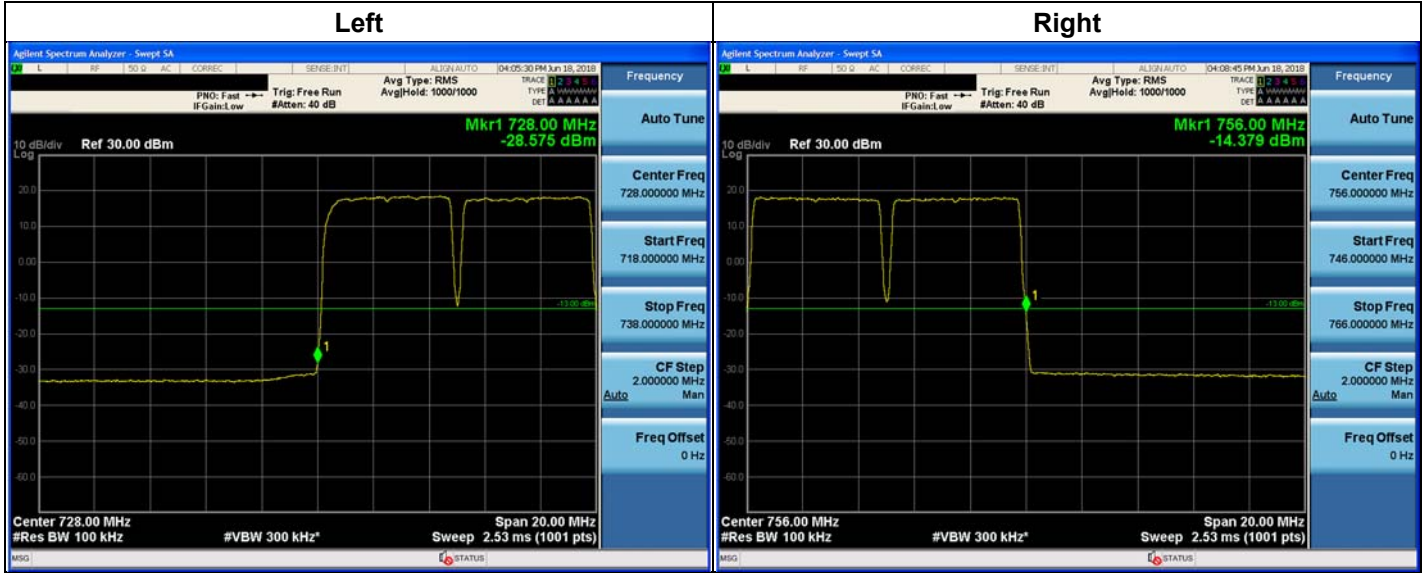 Left
Right
Agilent Spectrum Analyzer - Swept SA
L RF 50 Ω AC CORREC SENSE:INT ALIGN AUTO 04:05:30 PM Jun 18, 2018
PNO: Fast
IFGain:Low
Trig: Free Run
#Atten: 40 dB
Avg Type: RMS
Avg|Hold: 1000/1000
TRACE 1 2 3 4 5 6
TYPE A WWWWW
DET A A A A A A
Mkr1 728.00 MHz
-28.575 dBm
10 dB/div Ref 30.00 dBm
Log
20.0
10.0
0.00
-10.0
-20.0
-30.0
-40.0
-50.0
-60.0
-13.00 dBm
1
Center 728.00 MHz Span 20.00 MHz
#Res BW 100 kHz #VBW 300 kHz* Sweep 2.53 ms (1001 pts)
MSG STATUS
Frequency
Auto Tune
Center Freq
728.000000 MHz
Start Freq
718.000000 MHz
Stop Freq
738.000000 MHz
CF Step
2.000000 MHz
Auto Man
Freq Offset
0 Hz
Agilent Spectrum Analyzer - Swept SA
L RF 50 Ω AC CORREC SENSE:INT ALIGN AUTO 04:08:45 PM Jun 18, 2018
PNO: Fast
IFGain:Low
Trig: Free Run
#Atten: 40 dB
Avg Type: RMS
Avg|Hold: 1000/1000
TRACE 1 2 3 4 5 6
TYPE A WWWWW
DET A A A A A A
Mkr1 756.00 MHz
-14.379 dBm
10 dB/div Ref 30.00 dBm
Log
20.0
10.0
0.00
-10.0
-20.0
-30.0
-40.0
-50.0
-60.0
-13.00 dBm
1
Center 756.00 MHz Span 20.00 MHz
#Res BW 100 kHz #VBW 300 kHz* Sweep 2.53 ms (1001 pts)
MSG STATUS
Frequency
Auto Tune
Center Freq
756.000000 MHz
Start Freq
746.000000 MHz
Stop Freq
766.000000 MHz
CF Step
2.000000 MHz
Auto Man
Freq Offset
0 Hz